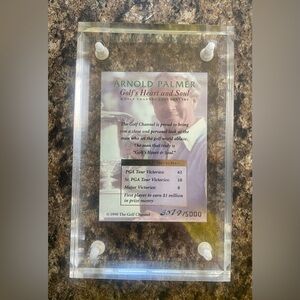 ARNOLD PALMER
Golf's Heart and Soul
A GOLF CHANNEL
The Golf Channel is proud to bring
you a close and personal look at the
man who set the golf world ablaze.
The man that truly is
"Golf's Heart & Soul."
PGA Tour Victories: 61
Sr. PGA Tour Victories: 10
Major Victories: 8
First player to earn $1 million
in prize money
The Golf Channel
/5000